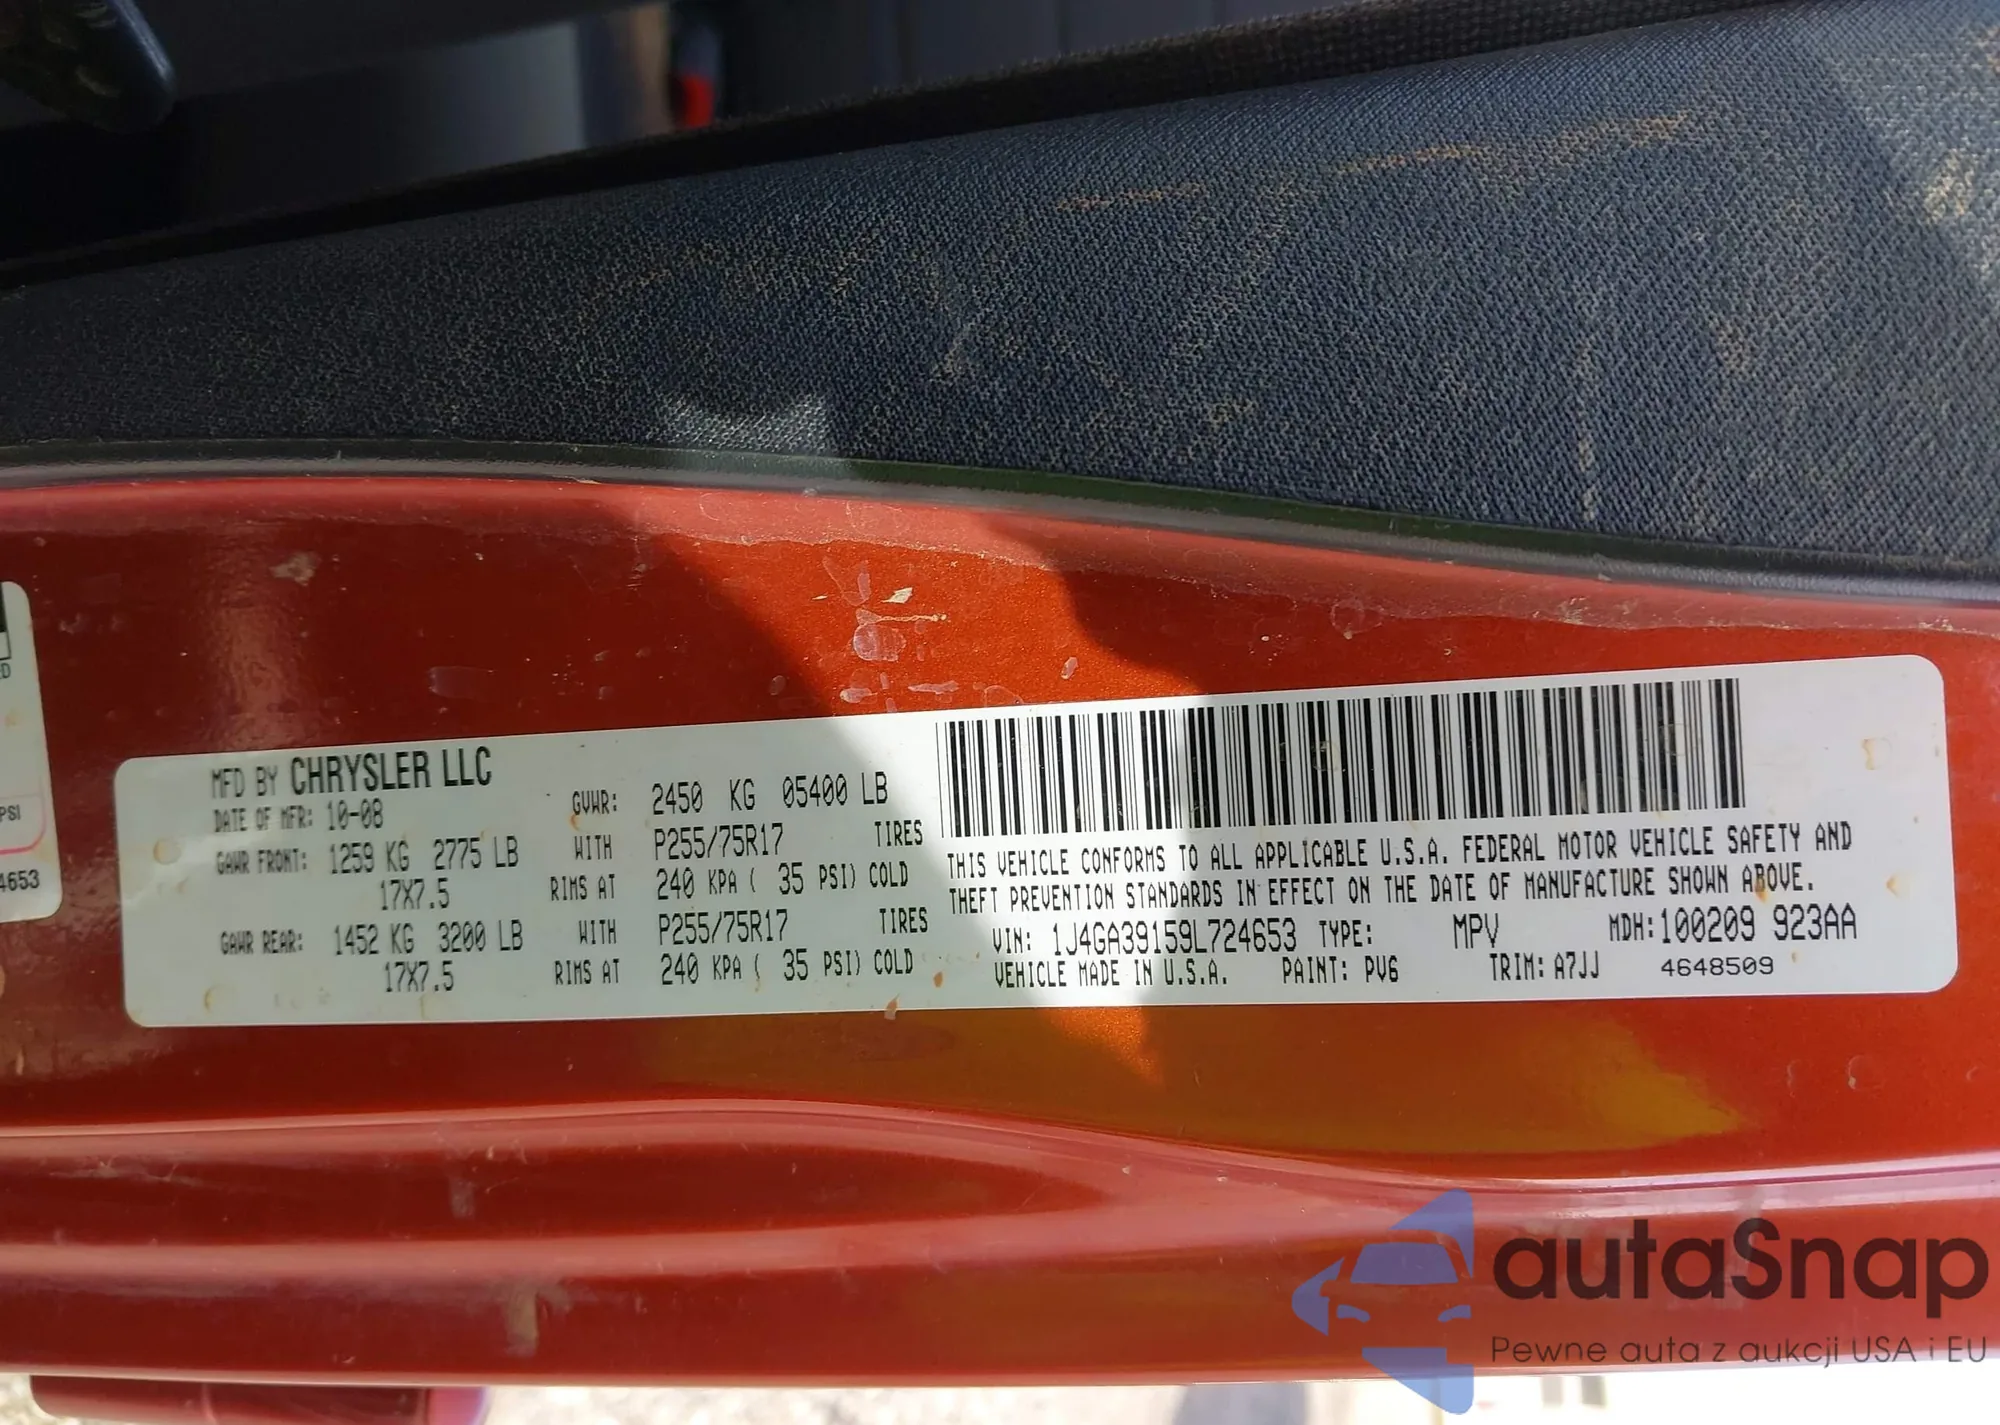 MFD BY CHRYSLER LLC
DATE OF MFR: 10-08
GAWR FRONT: 1259 KG 2775 LB
17X7.5
GAWR REAR: 1452 KG 3200 LB
17X7.5
GVWR: 2450 KG 05400 LB
WITH P255/75R17 TIRES
RIMS AT 240 KPA ( 35 PSI) COLD
WITH P255/75R17 TIRES
RIMS AT 240 KPA ( 35 PSI) COLD
THIS VEHICLE CONFORMS TO ALL APPLICABLE U.S.A. FEDERAL MOTOR VEHICLE SAFETY AND
THEFT PREVENTION STANDARDS IN EFFECT ON THE DATE OF MANUFACTURE SHOWN ABOVE.
VIN: 1J4GA39159L724653 TYPE: MPV MDH: 100209 923AA
VEHICLE MADE IN U.S.A. PAINT: PV6 TRIM: A7JJ 4648509
PSI
4653
autaSnap
Pewne auta z aukcji USA i EU